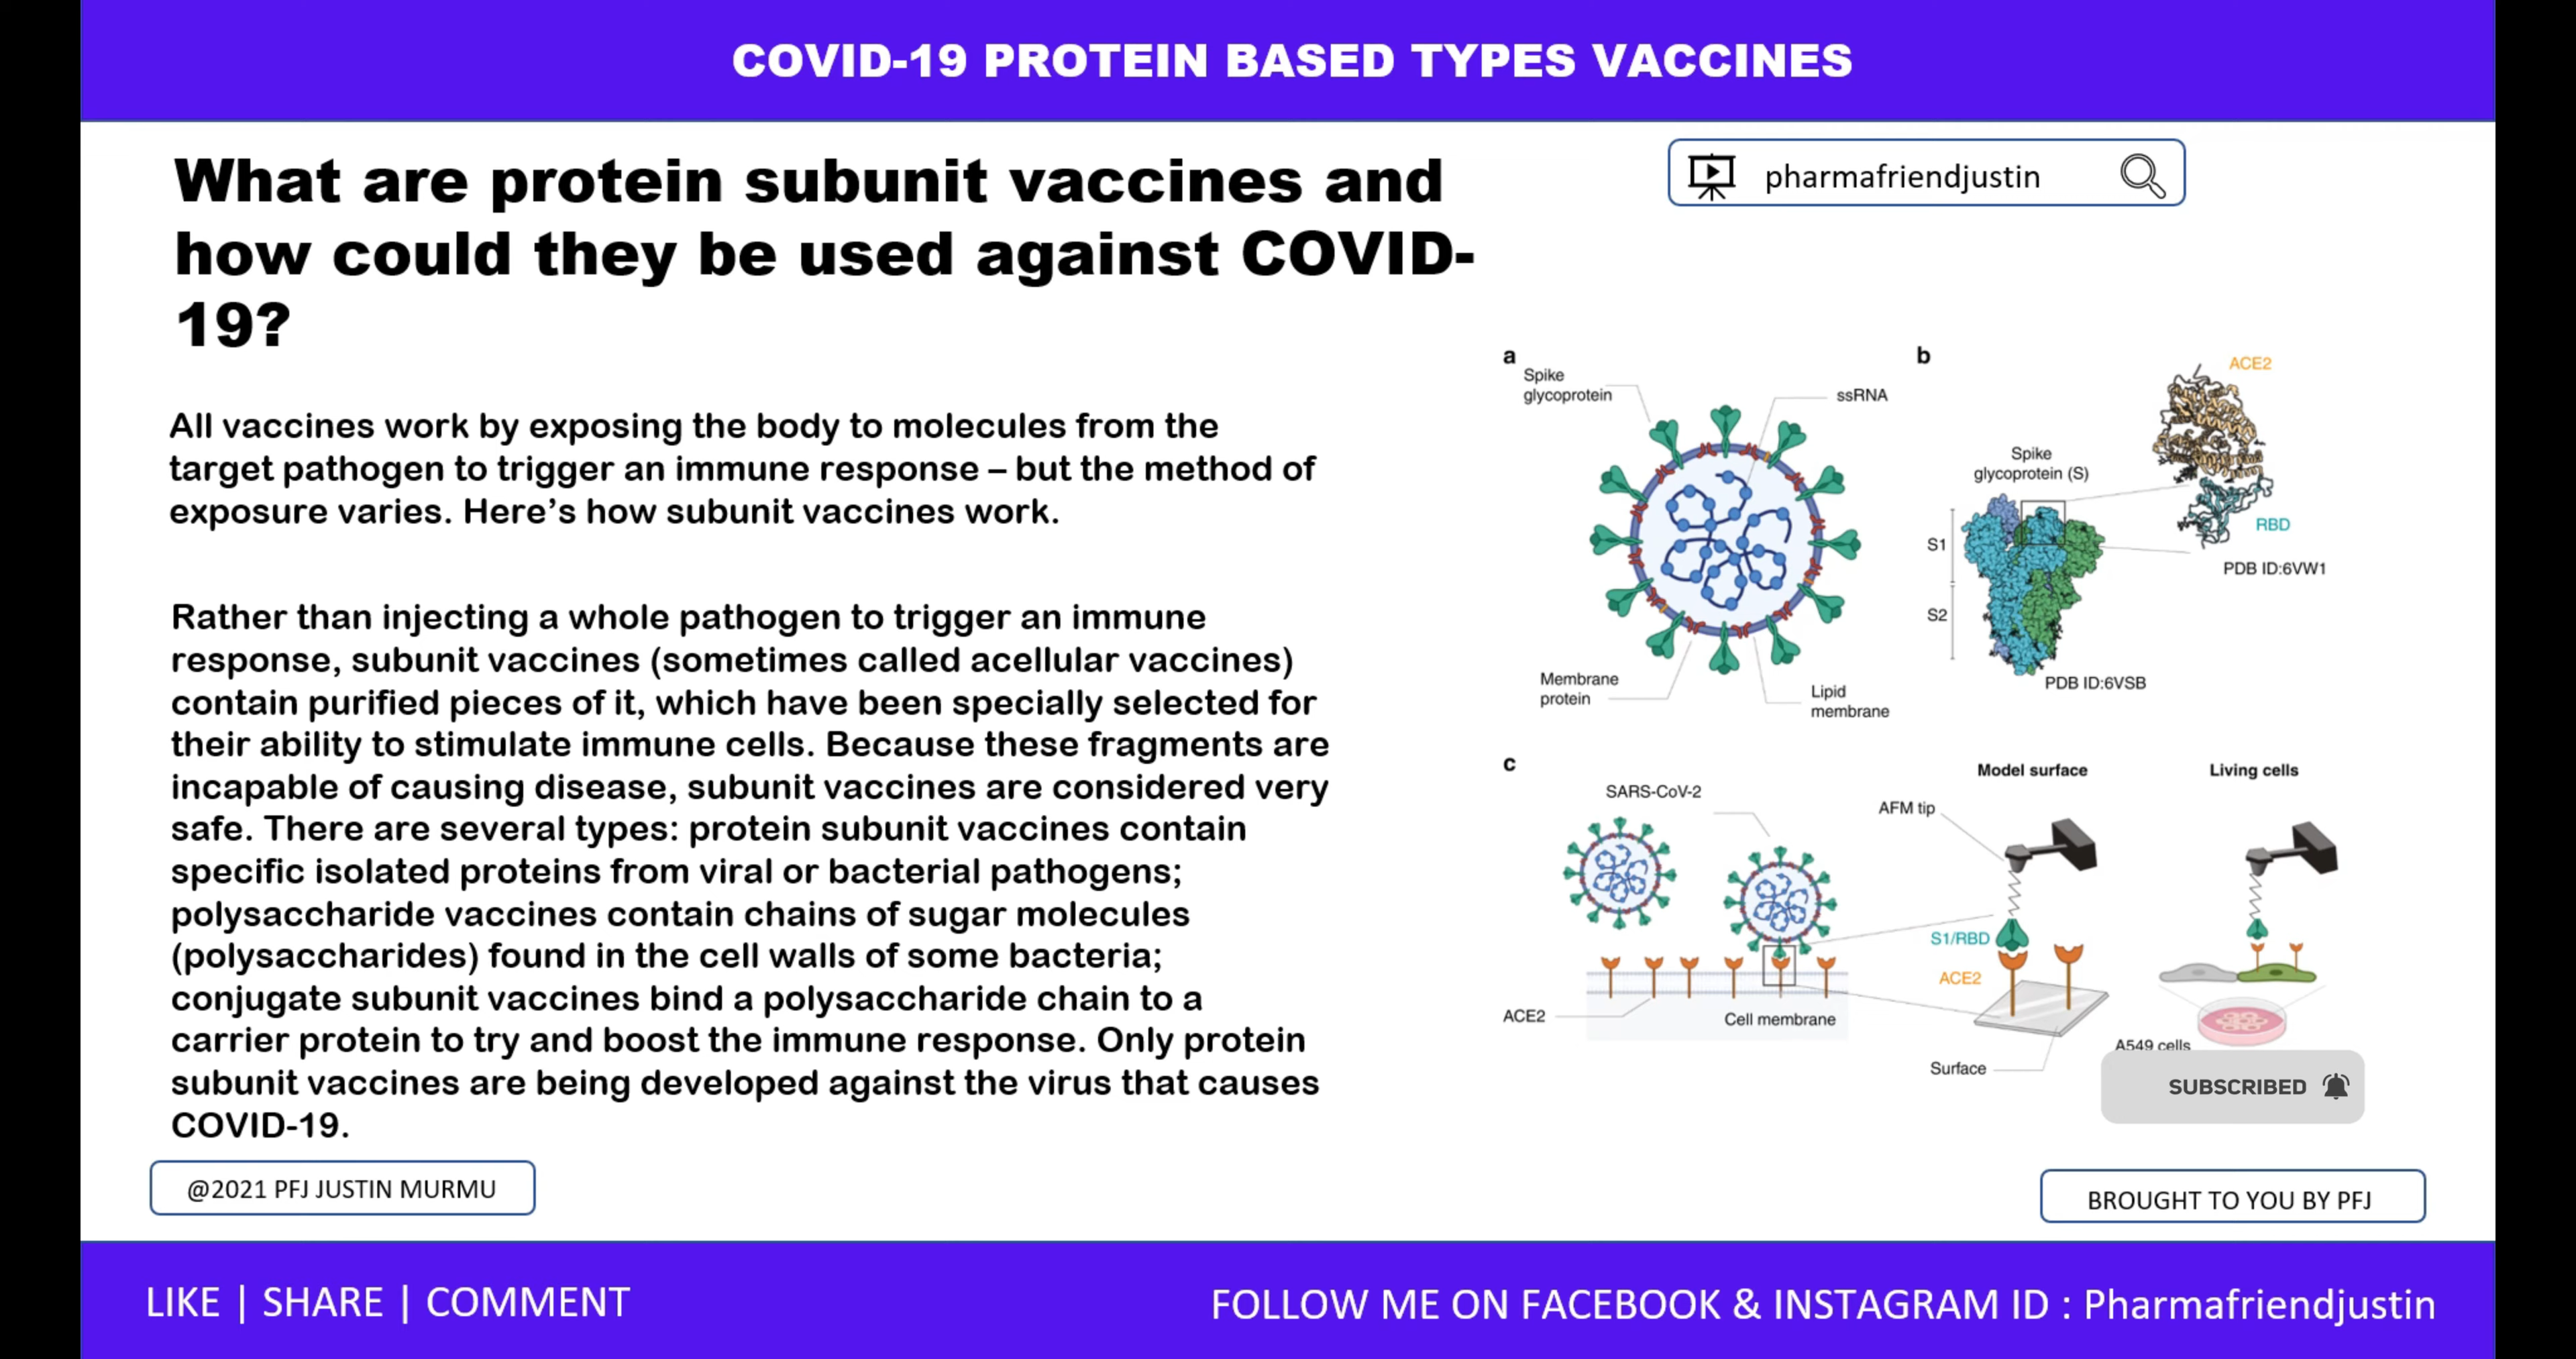 COVID-19 PROTEIN BASED TYPES VACCINES
What are protein subunit vaccines and
how could they be used against COVID-
19?
pharmafriendjustin
All vaccines work by exposing the body to molecules from the
target pathogen to trigger an immune response – but the method of
exposure varies. Here’s how subunit vaccines work.
Rather than injecting a whole pathogen to trigger an immune
response, subunit vaccines (sometimes called acellular vaccines)
contain purified pieces of it, which have been specially selected for
their ability to stimulate immune cells. Because these fragments are
incapable of causing disease, subunit vaccines are considered very
safe. There are several types: protein subunit vaccines contain
specific isolated proteins from viral or bacterial pathogens;
polysaccharide vaccines contain chains of sugar molecules
(polysaccharides) found in the cell walls of some bacteria;
conjugate subunit vaccines bind a polysaccharide chain to a
carrier protein to try and boost the immune response. Only protein
subunit vaccines are being developed against the virus that causes
COVID-19.
a
Spike
glycoprotein
ssRNA
Membrane
protein
Lipid
membrane
b
ACE2
Spike
glycoprotein (S)
RBD
S1
PDB ID:6VW1
S2
PDB ID:6VSB
c
Model surface
Living cells
SARS-CoV-2
AFM tip
S1/RBD
ACE2
ACE2
Cell membrane
A549 cells
Surface
SUBSCRIBED
@2021 PFJ JUSTIN MURMU
BROUGHT TO YOU BY PFJ
LIKE | SHARE | COMMENT
FOLLOW ME ON FACEBOOK & INSTAGRAM ID : Pharmafriendjustin